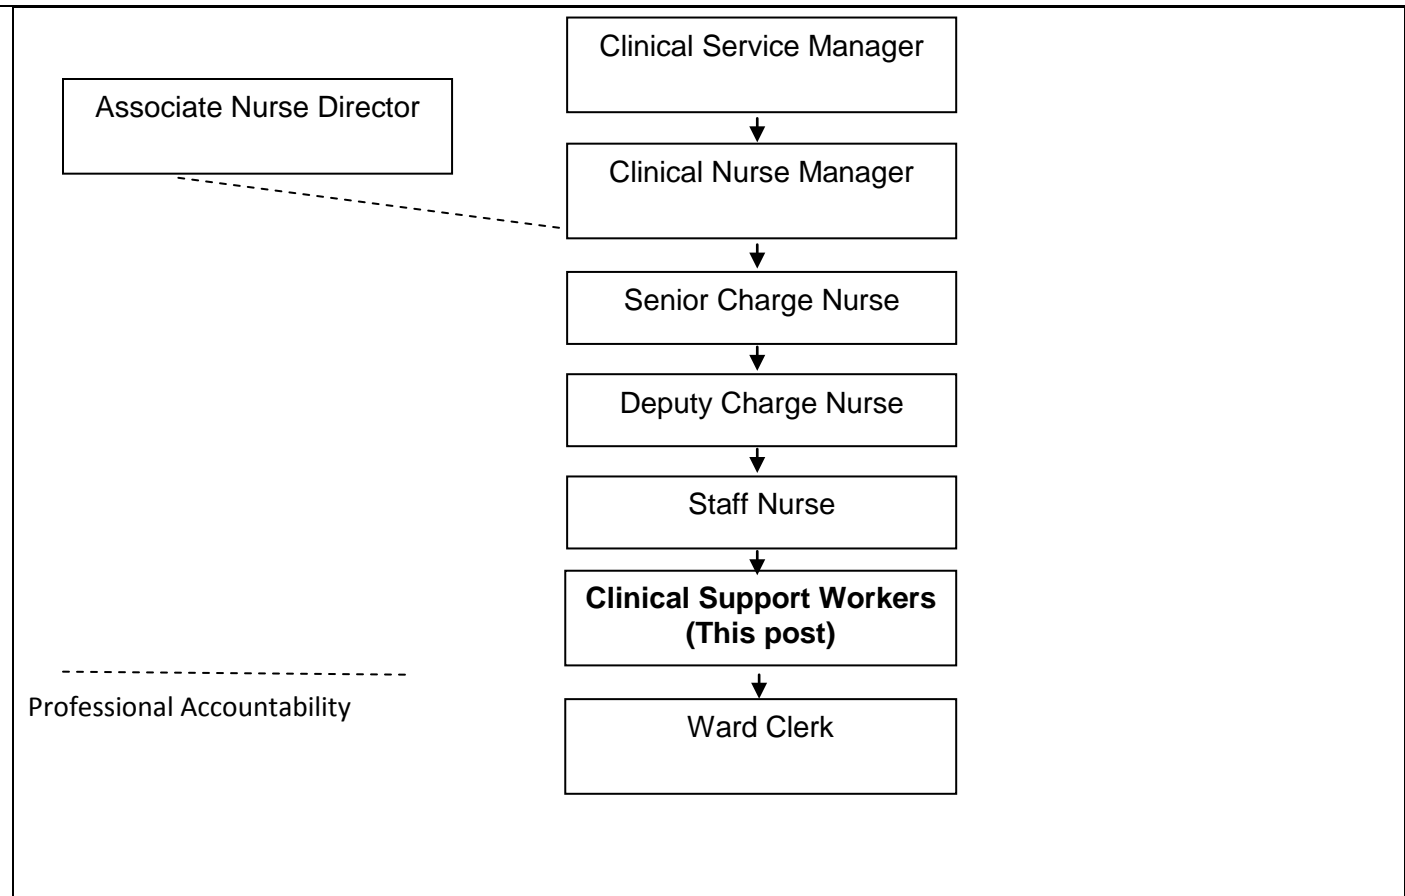 Clinical Service Manager
Associate Nurse Director
Clinical Nurse Manager
Senior Charge Nurse
Deputy Charge Nurse
Staff Nurse
Clinical Support Workers
(This post)
Professional Accountability
Ward Clerk